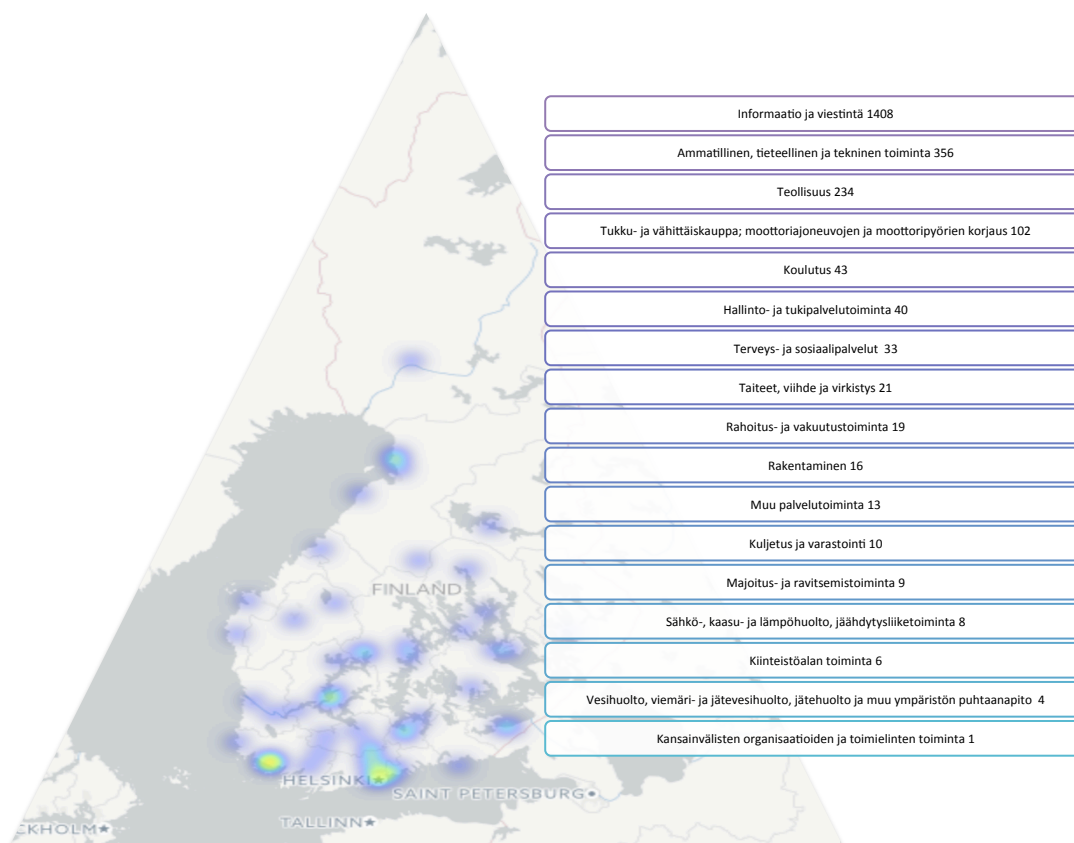 Informaatio ja viestintä 1408
Ammatillinen, tieteellinen ja tekninen toiminta 356
Teollisuus 234
Tukku- ja vähittäiskauppa; moottoriajoneuvojen ja moottoripyörien korjaus 102
Koulutus 43
Hallinto- ja tukipalvelutoiminta 40
Terveys- ja sosiaalipalvelut 33
Taiteet, viihde ja virkistys 21
Rahoitus- ja vakuutustoiminta 19
Rakentaminen 16
Muu palvelutoiminta 13
Kuljetus ja varastointi 10
Majoitus- ja ravitsemistoiminta 9
Sähkö-, kaasu- ja lämpöhuolto, jäähdytysliiketoiminta 8
Kiinteistöalan toiminta 6
Vesihuolto, viemäri- ja jätevesihuolto, jätehuolto ja muu ympäristön puhtaanapito 4
Kansainvälisten organisaatioiden ja toimielinten toiminta 1
FINLAND
HELSINKI
SAINT PETERSBURG
TALLINN
CKHOLM